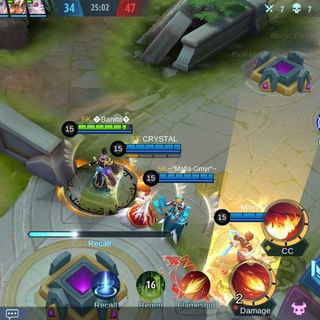 34 25:02 47
7 7
SK �Banita�
15
SK CRYSTAL
15
SK ~"Mafia-Gmyr"~
15
15
Recall
16
CC
Recall
Regen
Flameshot
2
Damage